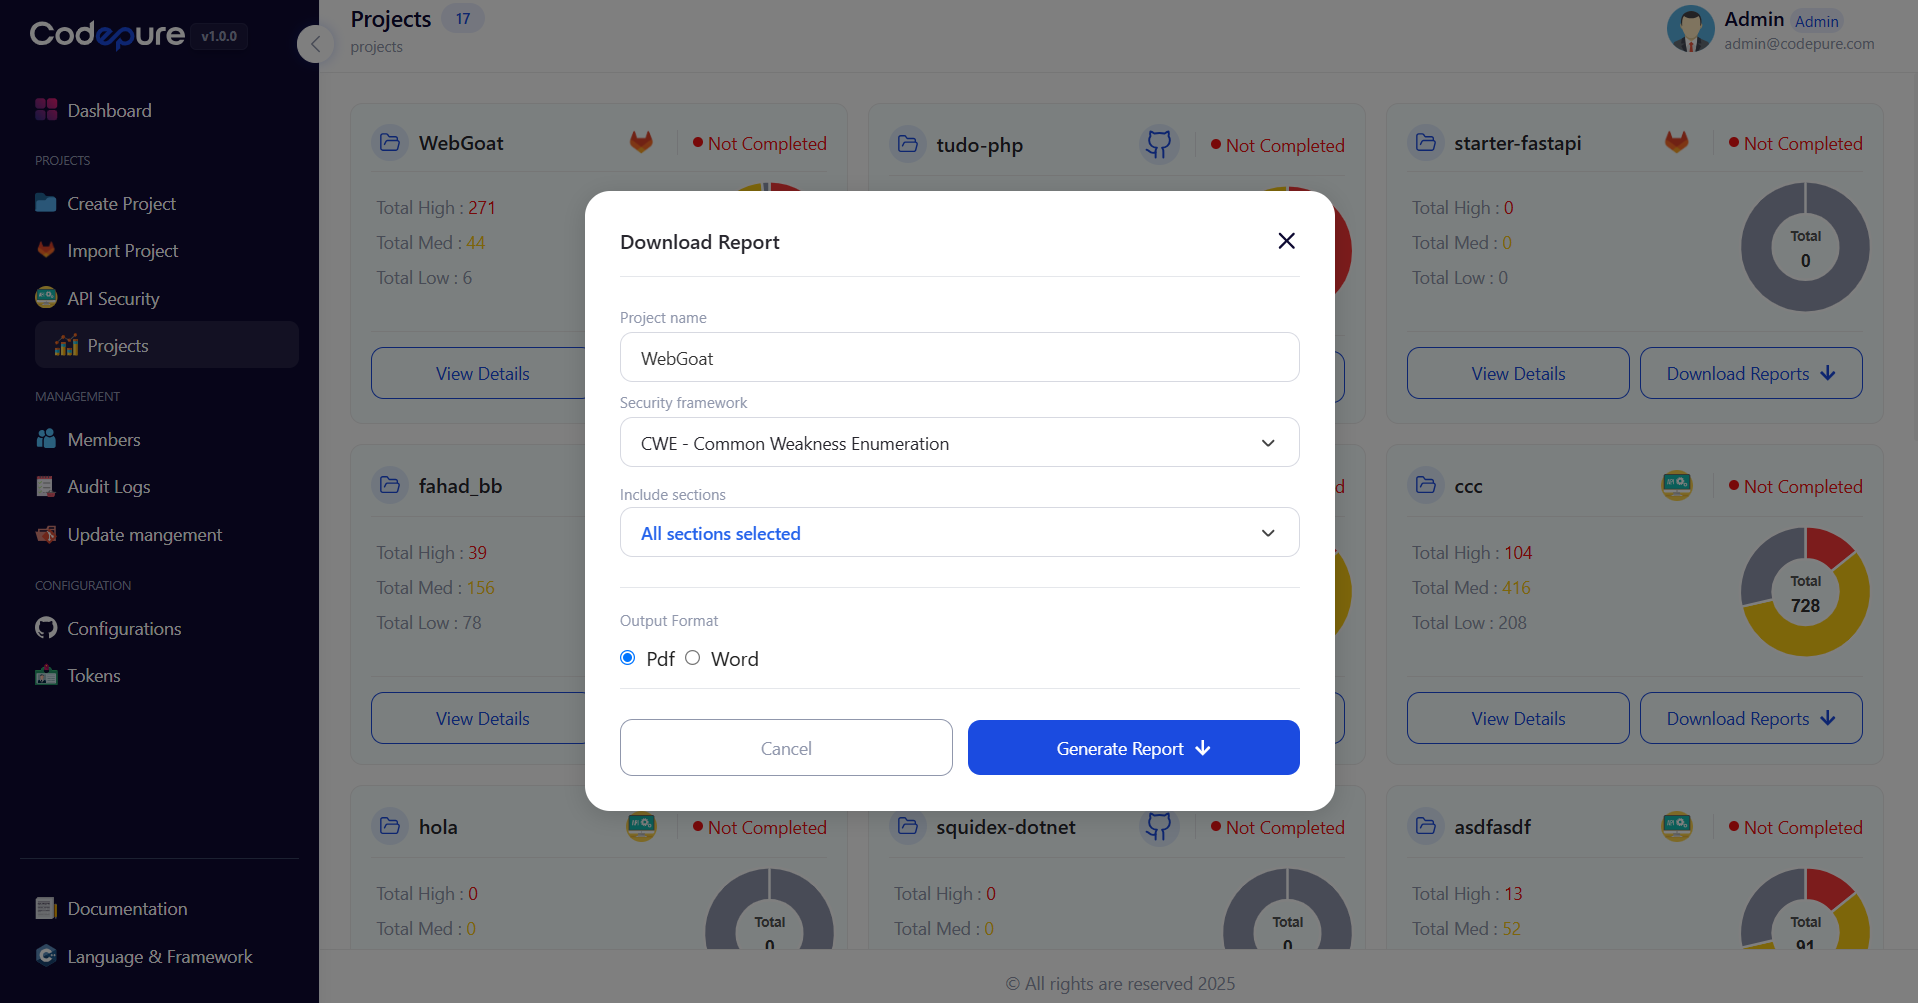 Codepure v1.0.0
Dashboard
PROJECTS
Create Project
Import Project
API Security
Projects
MANAGEMENT
Members
Audit Logs
Update mangement
CONFIGURATION
Configurations
Tokens
Documentation
Language & Framework
Projects 17
projects
Admin Admin
admin@codepure.com
WebGoat
Not Completed
Total High : 271
Total Med : 44
Total Low : 6
View Details
tudo-php
Not Completed
starter-fastapi
Not Completed
Total High : 0
Total Med : 0
Total Low : 0
Total
0
View Details
Download Reports
fahad_bb
Total High : 39
Total Med : 156
Total Low : 78
View Details
ccc
Not Completed
Total High : 104
Total Med : 416
Total Low : 208
Total
728
View Details
Download Reports
hola
Not Completed
Total High : 0
Total Med : 0
Total
0
squidex-dotnet
Not Completed
Total High : 0
Total Med : 0
Total
0
asdfasdf
Not Completed
Total High : 13
Total Med : 52
Total
91
Download Report
Project name
WebGoat
Security framework
CWE - Common Weakness Enumeration
Include sections
All sections selected
Output Format
Pdf Word
Cancel
Generate Report
© All rights are reserved 2025